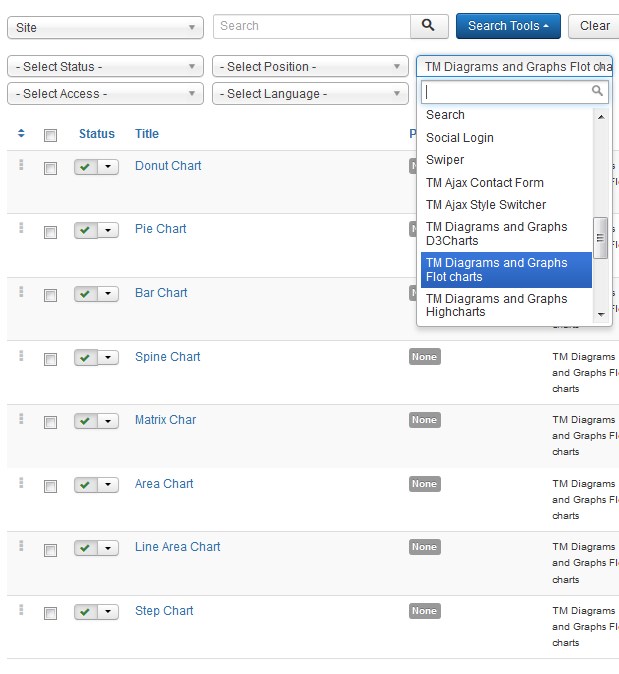 Site
Search
Search Tools
Clear
- Select Status -
- Select Position -
TM Diagrams and Graphs Flot cha
- Select Access -
- Select Language -
Search
Social Login
Swiper
TM Ajax Contact Form
TM Ajax Style Switcher
TM Diagrams and Graphs
D3Charts
TM Diagrams and Graphs
Flot charts
TM Diagrams and Graphs
Highcharts
Status
Title
P
Donut Chart
Pie Chart
Bar Chart
charts
Spine Chart
None
TM Diagrams
and Graphs Fl
charts
Matrix Char
None
TM Diagrams
and Graphs Fl
charts
Area Chart
None
TM Diagrams
and Graphs Fl
charts
Line Area Chart
None
TM Diagrams
and Graphs Fl
charts
Step Chart
None
TM Diagrams
and Graphs Fl
charts